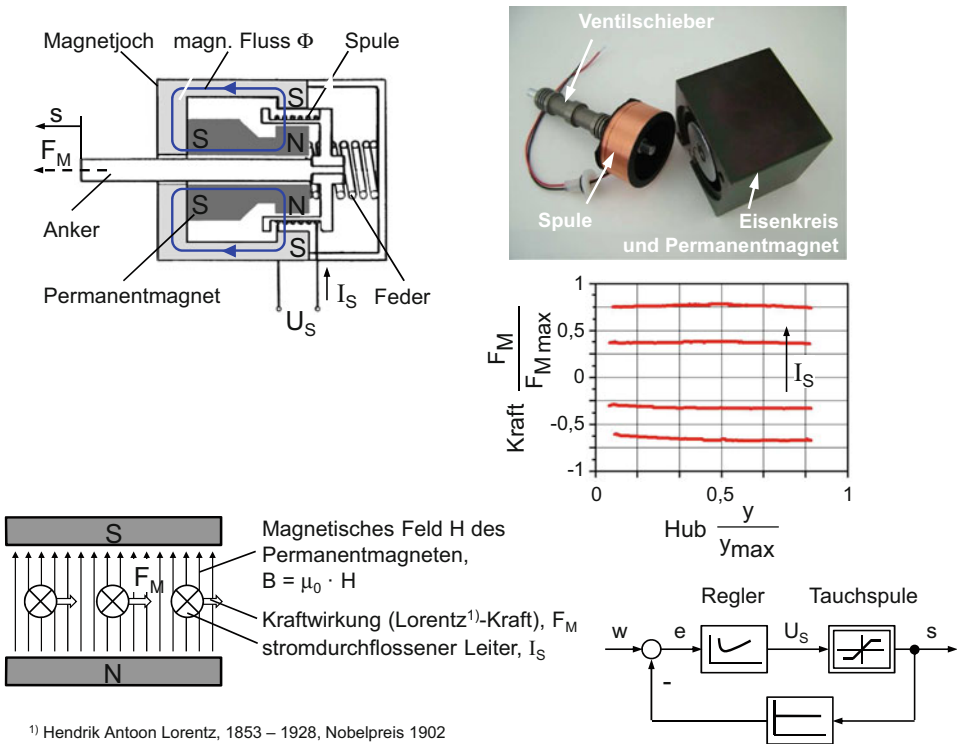 Magnetjoch magn. Fluss Φ Spule
S
S N
s
F_M
S N
S
Anker
Permanentmagnet
I_S
Feder
U_S
Ventilschieber
Spule
Eisenkreis
und Permanentmagnet
Kraft F_M / F_M max
1
0,5
0
-0,5
-1
I_S
0 0,5 1
Hub y / y_max
S
F_M
N
Magnetisches Feld H des
Permanentmagneten,
B = μ₀ · H
Kraftwirkung (Lorentz¹⁾-Kraft), F_M
stromdurchflossener Leiter, I_S
Regler Tauchspule
w e U_S s
-
¹⁾ Hendrik Antoon Lorentz, 1853 – 1928, Nobelpreis 1902